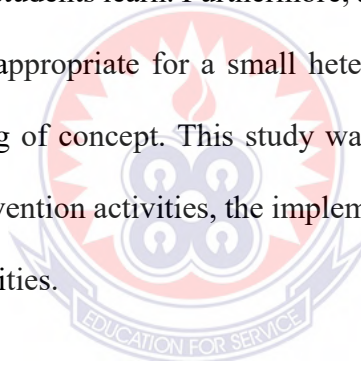 students learn. Furthermore,
appropriate for a small hete
g of concept. This study wa
vention activities, the implem
ities.
EDUCATION FOR SERVICE